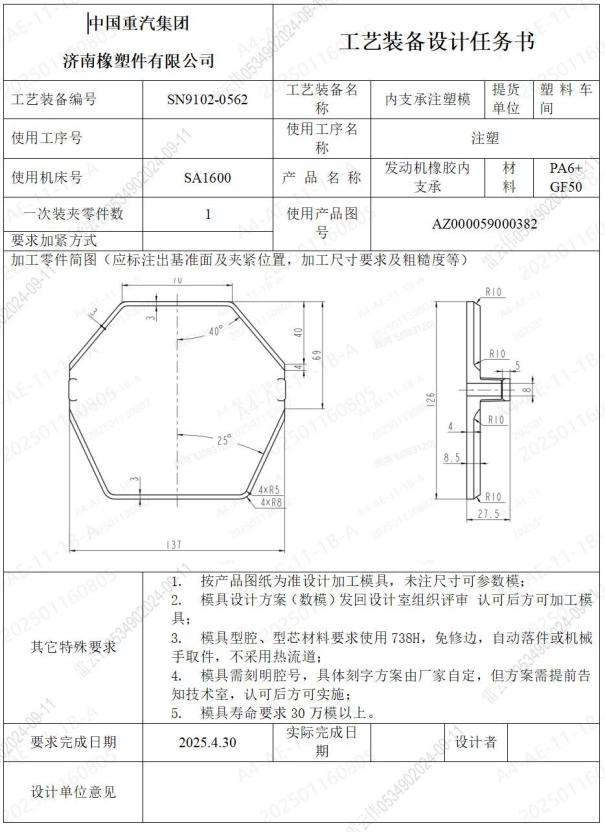 中国重汽集团
济南橡塑件有限公司
工艺装备设计任务书
工艺装备编号
SN9102-0562
工艺装备名
称
内支承注塑模
提货
单位
塑料车
间
使用工序号
使用工序名
称
注塑
使用机床号
SA1600
产品名称
发动机橡胶内
支承
材
料
PA6+
GF50
一次装夹零件数
1
使用产品图
号
AZ000059000382
要求加紧方式
加工零件简图（应标注出基准面及夹紧位置，加工尺寸要求及粗糙度等）
70
3
3
40°
40
4
69
25°
3
4×R5
4×R8
137
R10
R10
5
8
126
4
R10
8.5
R10
27.5
其它特殊要求
1. 按产品图纸为准设计加工模具，未注尺寸可参数模；
2. 模具设计方案（数模）发回设计室组织评审 认可后方可加工模
具；
3. 模具型腔、型芯材料要求使用 738H，免修边，自动落件或机械
手取件，不采用热流道；
4. 模具需刻明腔号，具体刻字方案由厂家自定，但方案需提前告
知技术室，认可后方可实施；
5. 模具寿命要求 30 万模以上。
要求完成日期
2025.4.30
实际完成日
期
设计者
设计单位意见